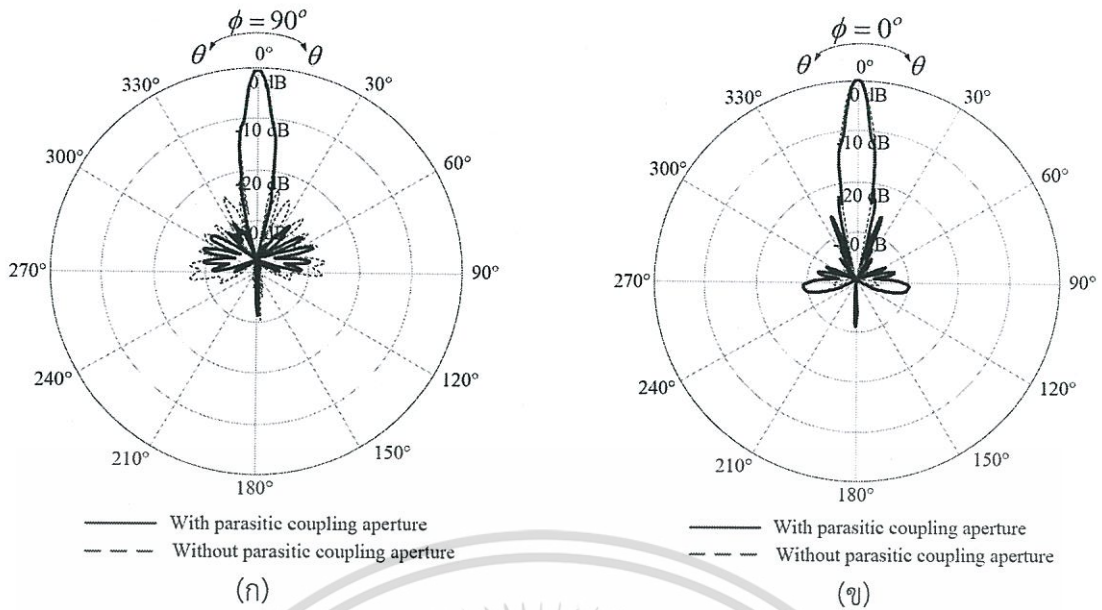 ϕ = 90°
θ θ
0°
330° 30°
0 dB
-10 dB
300° 60°
-20 dB
270° 90°
240° 120°
210° 150°
180°
With parasitic coupling aperture
Without parasitic coupling aperture
(ก)
ϕ = 0°
θ θ
0°
330° 30°
0 dB
-10 dB
300° 60°
-20 dB
270° 90°
240° 120°
210° 150°
180°
With parasitic coupling aperture
Without parasitic coupling aperture
(ข)